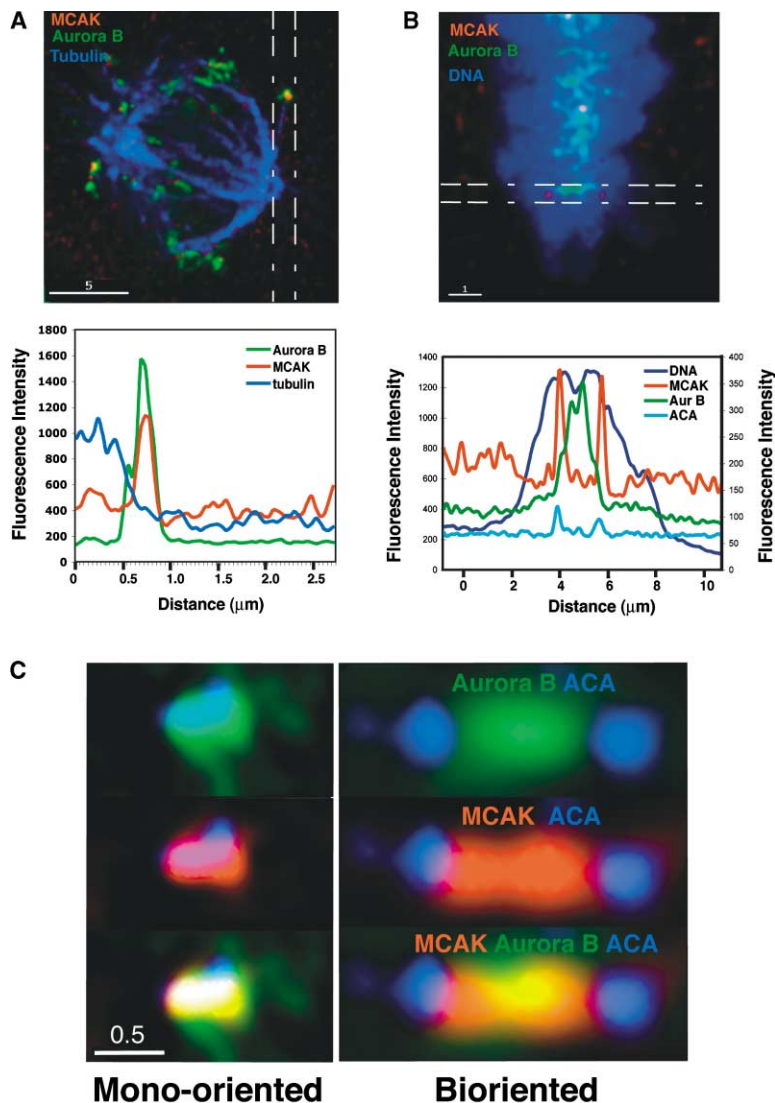 A
MCAK
Aurora B
Tubulin
5
B
MCAK
Aurora B
DNA
1
1800
1600
1400
1200
1000
800
600
400
200
0
Fluorescence Intensity
Aurora B
MCAK
tubulin
0
0.5
1.0
1.5
2.0
2.5
Distance (μm)
1400
1200
1000
800
600
400
200
0
Fluorescence Intensity
DNA
MCAK
Aur B
ACA
400
350
300
250
200
150
100
50
0
Fluorescence Intensity
0
2
4
6
8
10
Distance (μm)
C
Aurora B ACA
MCAK ACA
MCAK Aurora B ACA
0.5
Mono-oriented
Bioriented